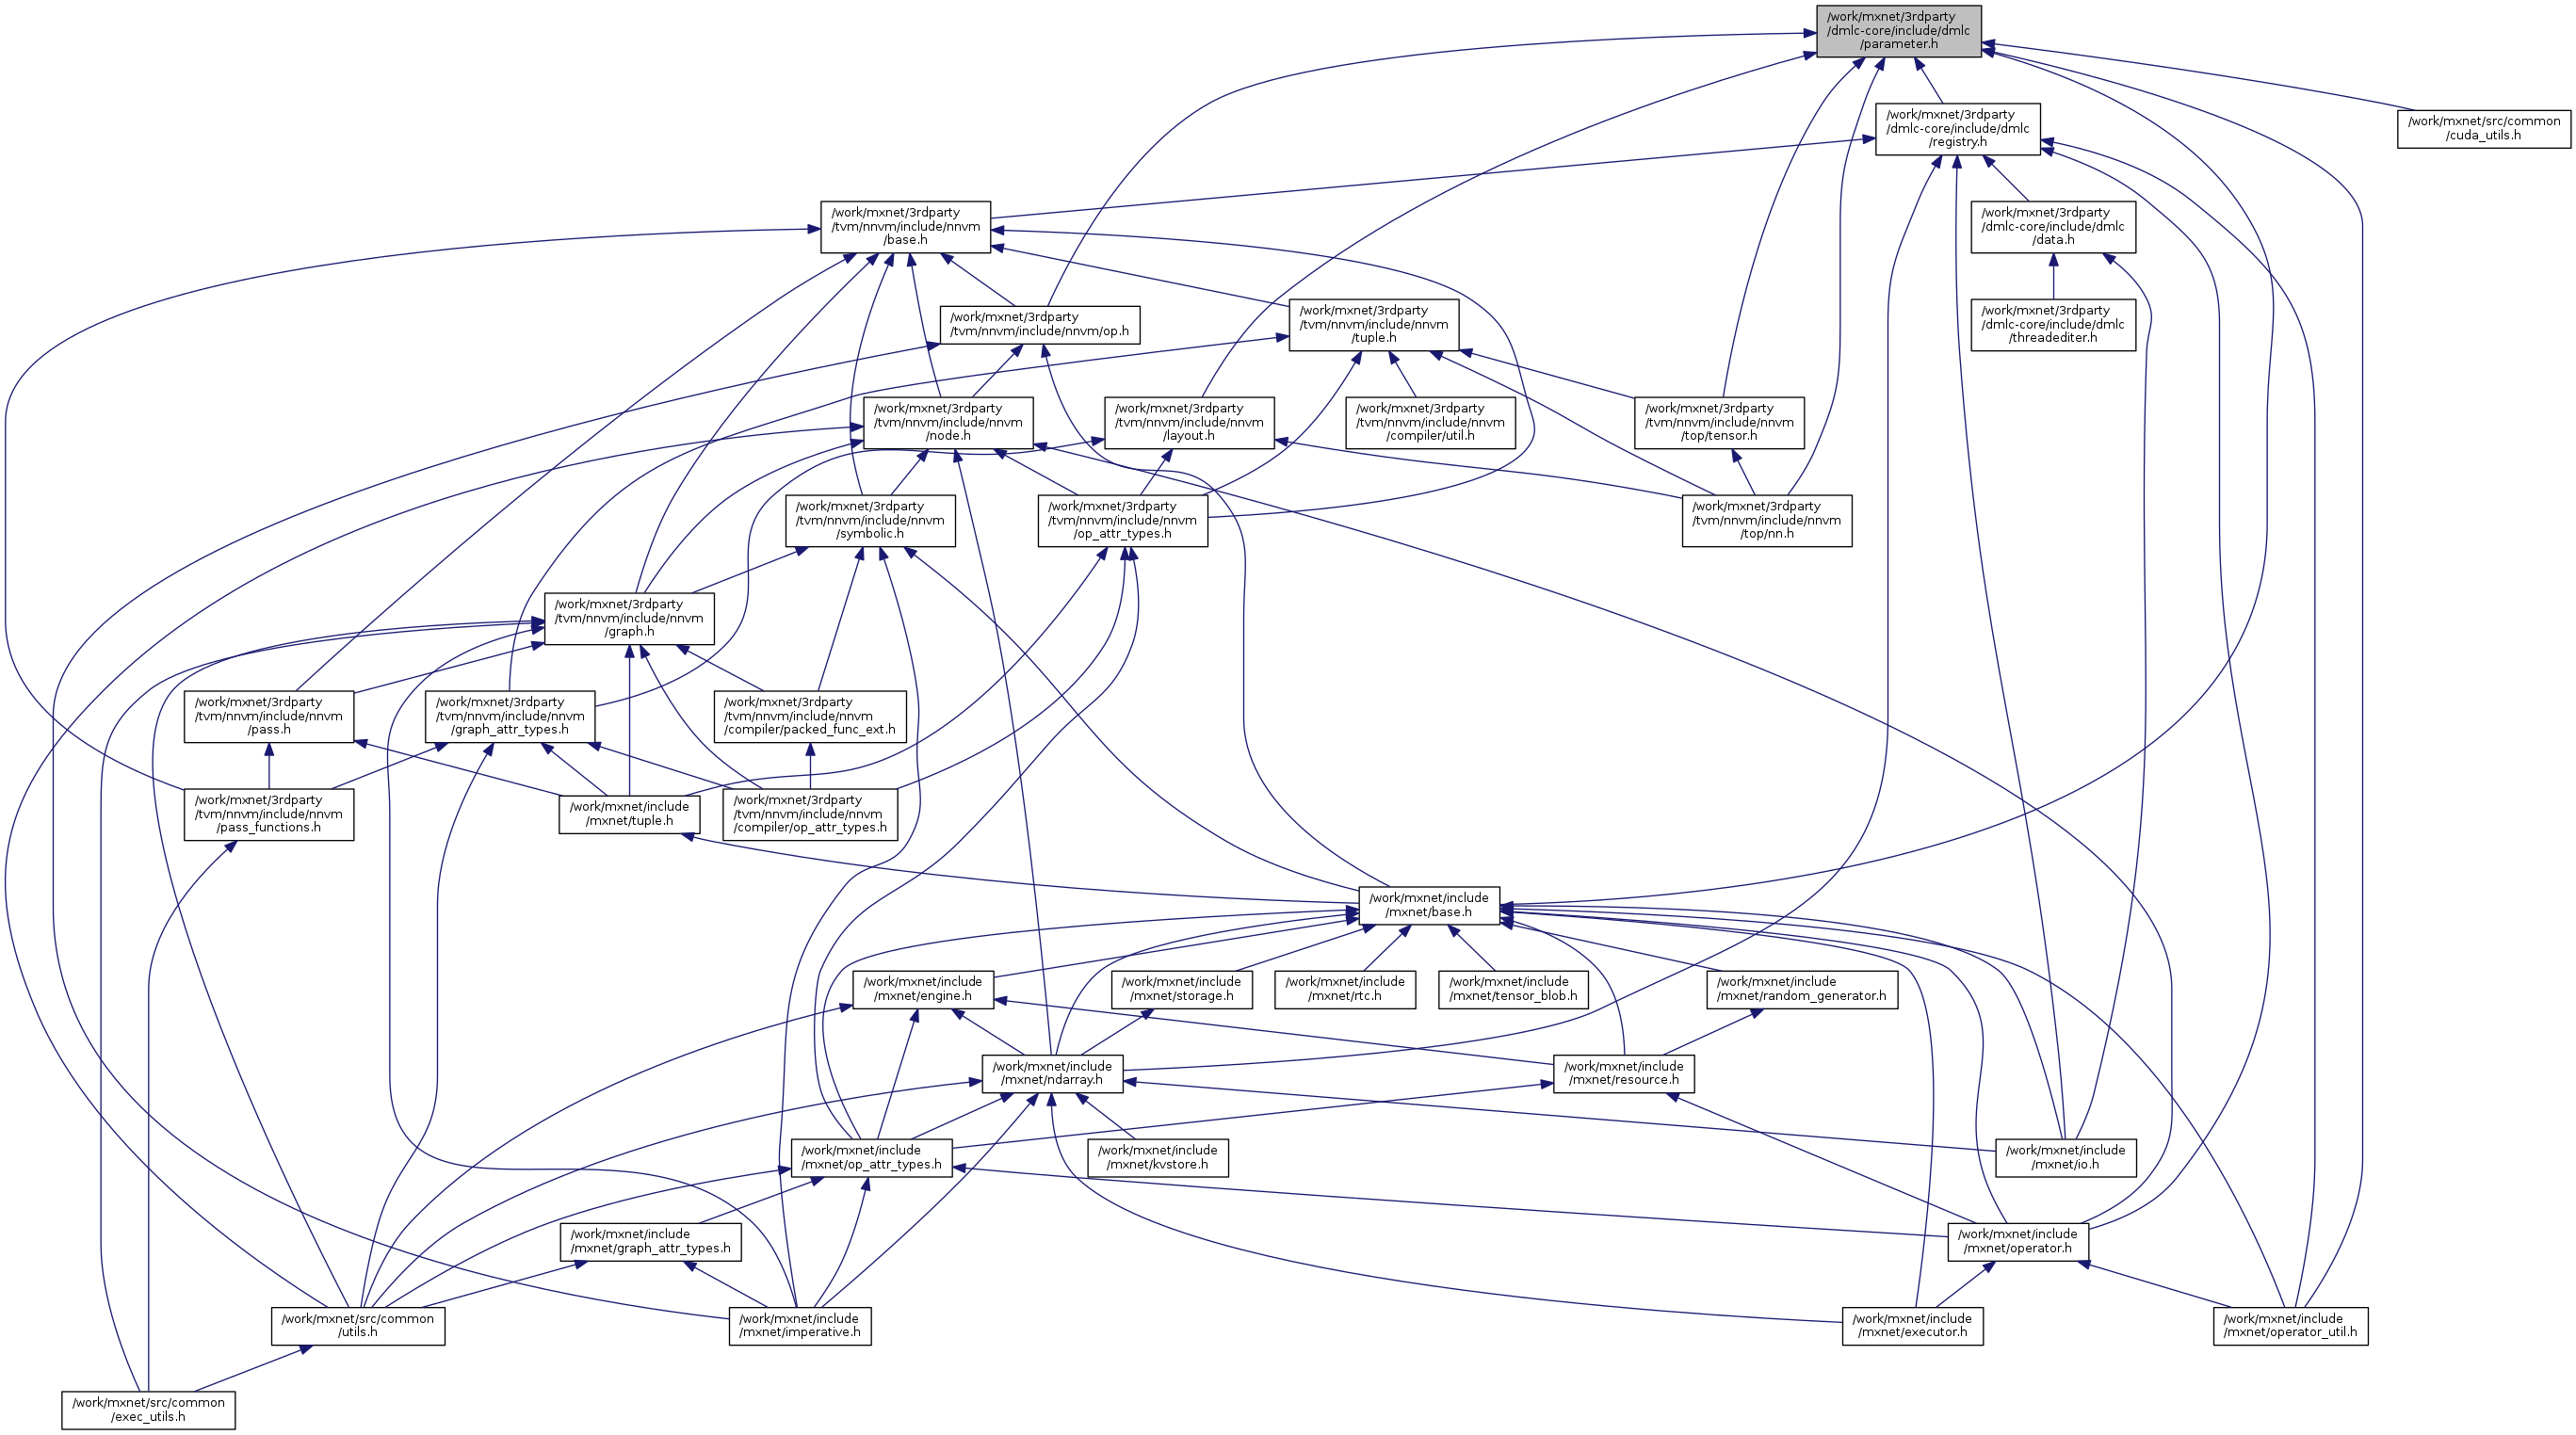 /work/mxnet/3rdparty
/dmlc-core/include/dmlc
/parameter.h
/work/mxnet/3rdparty
/dmlc-core/include/dmlc
/registry.h
/work/mxnet/src/common
/cuda_utils.h
/work/mxnet/3rdparty
/tvm/nnvm/include/nnvm
/base.h
/work/mxnet/3rdparty
/dmlc-core/include/dmlc
/data.h
/work/mxnet/3rdparty
/tvm/nnvm/include/nnvm/op.h
/work/mxnet/3rdparty
/tvm/nnvm/include/nnvm
/tuple.h
/work/mxnet/3rdparty
/dmlc-core/include/dmlc
/threadediter.h
/work/mxnet/3rdparty
/tvm/nnvm/include/nnvm
/node.h
/work/mxnet/3rdparty
/tvm/nnvm/include/nnvm
/layout.h
/work/mxnet/3rdparty
/tvm/nnvm/include/nnvm
/compiler/util.h
/work/mxnet/3rdparty
/tvm/nnvm/include/nnvm
/top/tensor.h
/work/mxnet/3rdparty
/tvm/nnvm/include/nnvm
/symbolic.h
/work/mxnet/3rdparty
/tvm/nnvm/include/nnvm
/op_attr_types.h
/work/mxnet/3rdparty
/tvm/nnvm/include/nnvm
/top/nn.h
/work/mxnet/3rdparty
/tvm/nnvm/include/nnvm
/graph.h
/work/mxnet/3rdparty
/tvm/nnvm/include/nnvm
/pass.h
/work/mxnet/3rdparty
/tvm/nnvm/include/nnvm
/graph_attr_types.h
/work/mxnet/3rdparty
/tvm/nnvm/include/nnvm
/compiler/packed_func_ext.h
/work/mxnet/3rdparty
/tvm/nnvm/include/nnvm
/pass_functions.h
/work/mxnet/include
/mxnet/tuple.h
/work/mxnet/3rdparty
/tvm/nnvm/include/nnvm
/compiler/op_attr_types.h
/work/mxnet/include
/mxnet/base.h
/work/mxnet/include
/mxnet/engine.h
/work/mxnet/include
/mxnet/storage.h
/work/mxnet/include
/mxnet/rtc.h
/work/mxnet/include
/mxnet/tensor_blob.h
/work/mxnet/include
/mxnet/random_generator.h
/work/mxnet/include
/mxnet/ndarray.h
/work/mxnet/include
/mxnet/resource.h
/work/mxnet/include
/mxnet/op_attr_types.h
/work/mxnet/include
/mxnet/kvstore.h
/work/mxnet/include
/mxnet/io.h
/work/mxnet/include
/mxnet/graph_attr_types.h
/work/mxnet/include
/mxnet/operator.h
/work/mxnet/src/common
/utils.h
/work/mxnet/include
/mxnet/imperative.h
/work/mxnet/include
/mxnet/executor.h
/work/mxnet/include
/mxnet/operator_util.h
/work/mxnet/src/common
/exec_utils.h